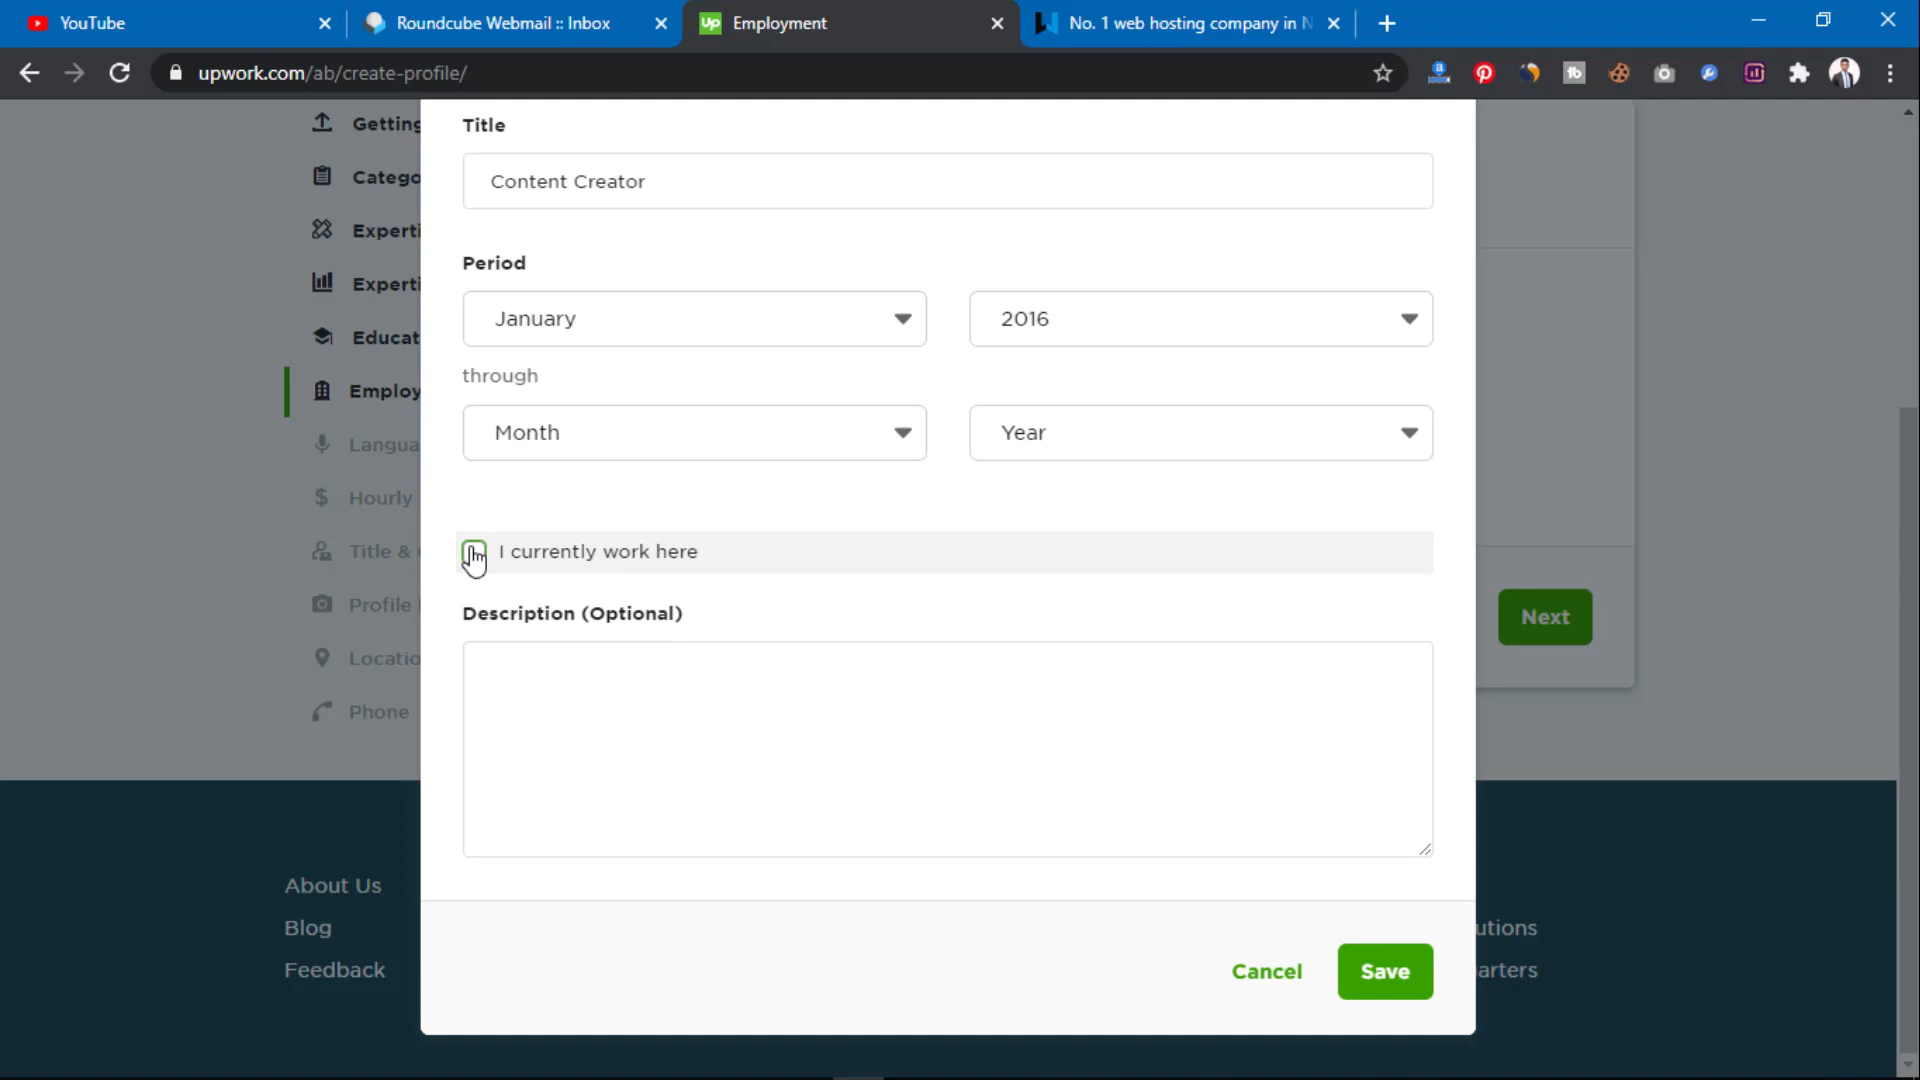 YouTube
Roundcube Webmail :: Inbox
Employment
No. 1 web hosting company in N
upwork.com/ab/create-profile/
Getting
Title
Content Creator
Catego
Experti
Period
Experti
January
2016
Educat
through
Employ
Month
Year
Langua
Hourly
Title &
I currently work here
Profile
Description (Optional)
Next
Locatio
Phone
About Us
Blog
utions
Feedback
arters
Cancel
Save